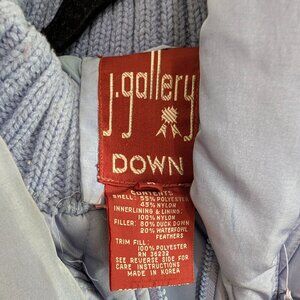 j.gallery
DOWN
CONTENTS
SHELL: 55% POLYESTER
45% NYLON
INNERLINING & LINING:
100% NYLON
FILLER: 80% DUCK DOWN
20% WATERFOWL
FEATHERS
TRIM FILL:
100% POLYESTER
RN 36232
SEE REVERSE SIDE FOR
CARE INSTRUCTIONS
MADE IN KOREA